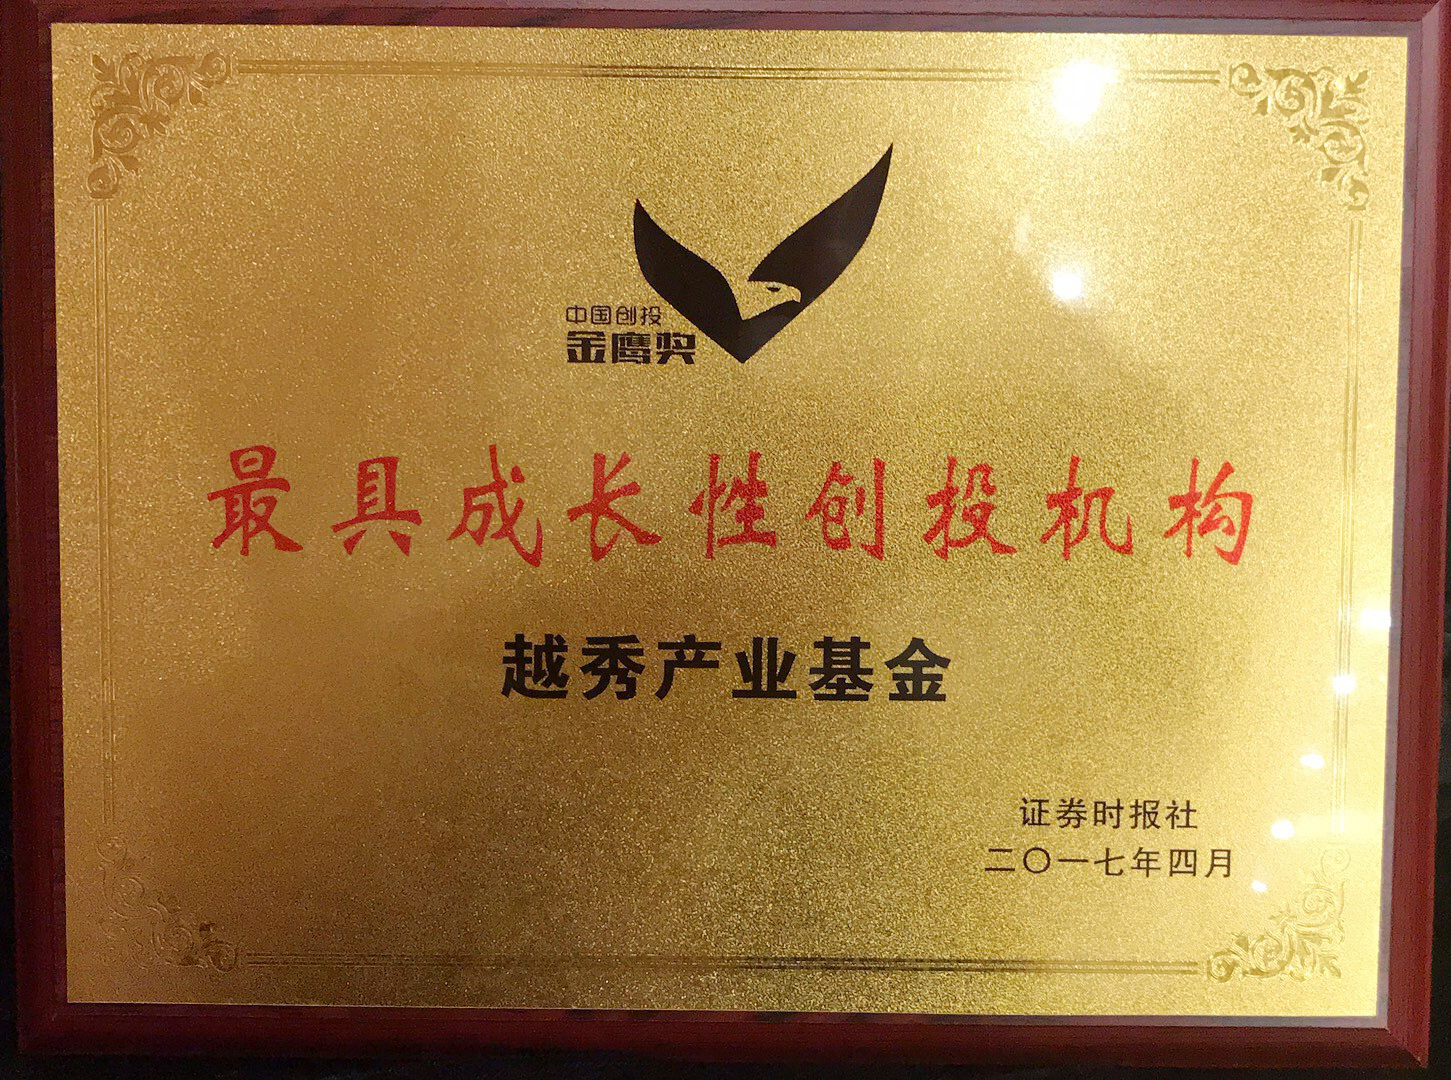 中国创投
金鹰奖
最具成长性创投机构
越秀产业基金
证券时报社
二〇一七年四月